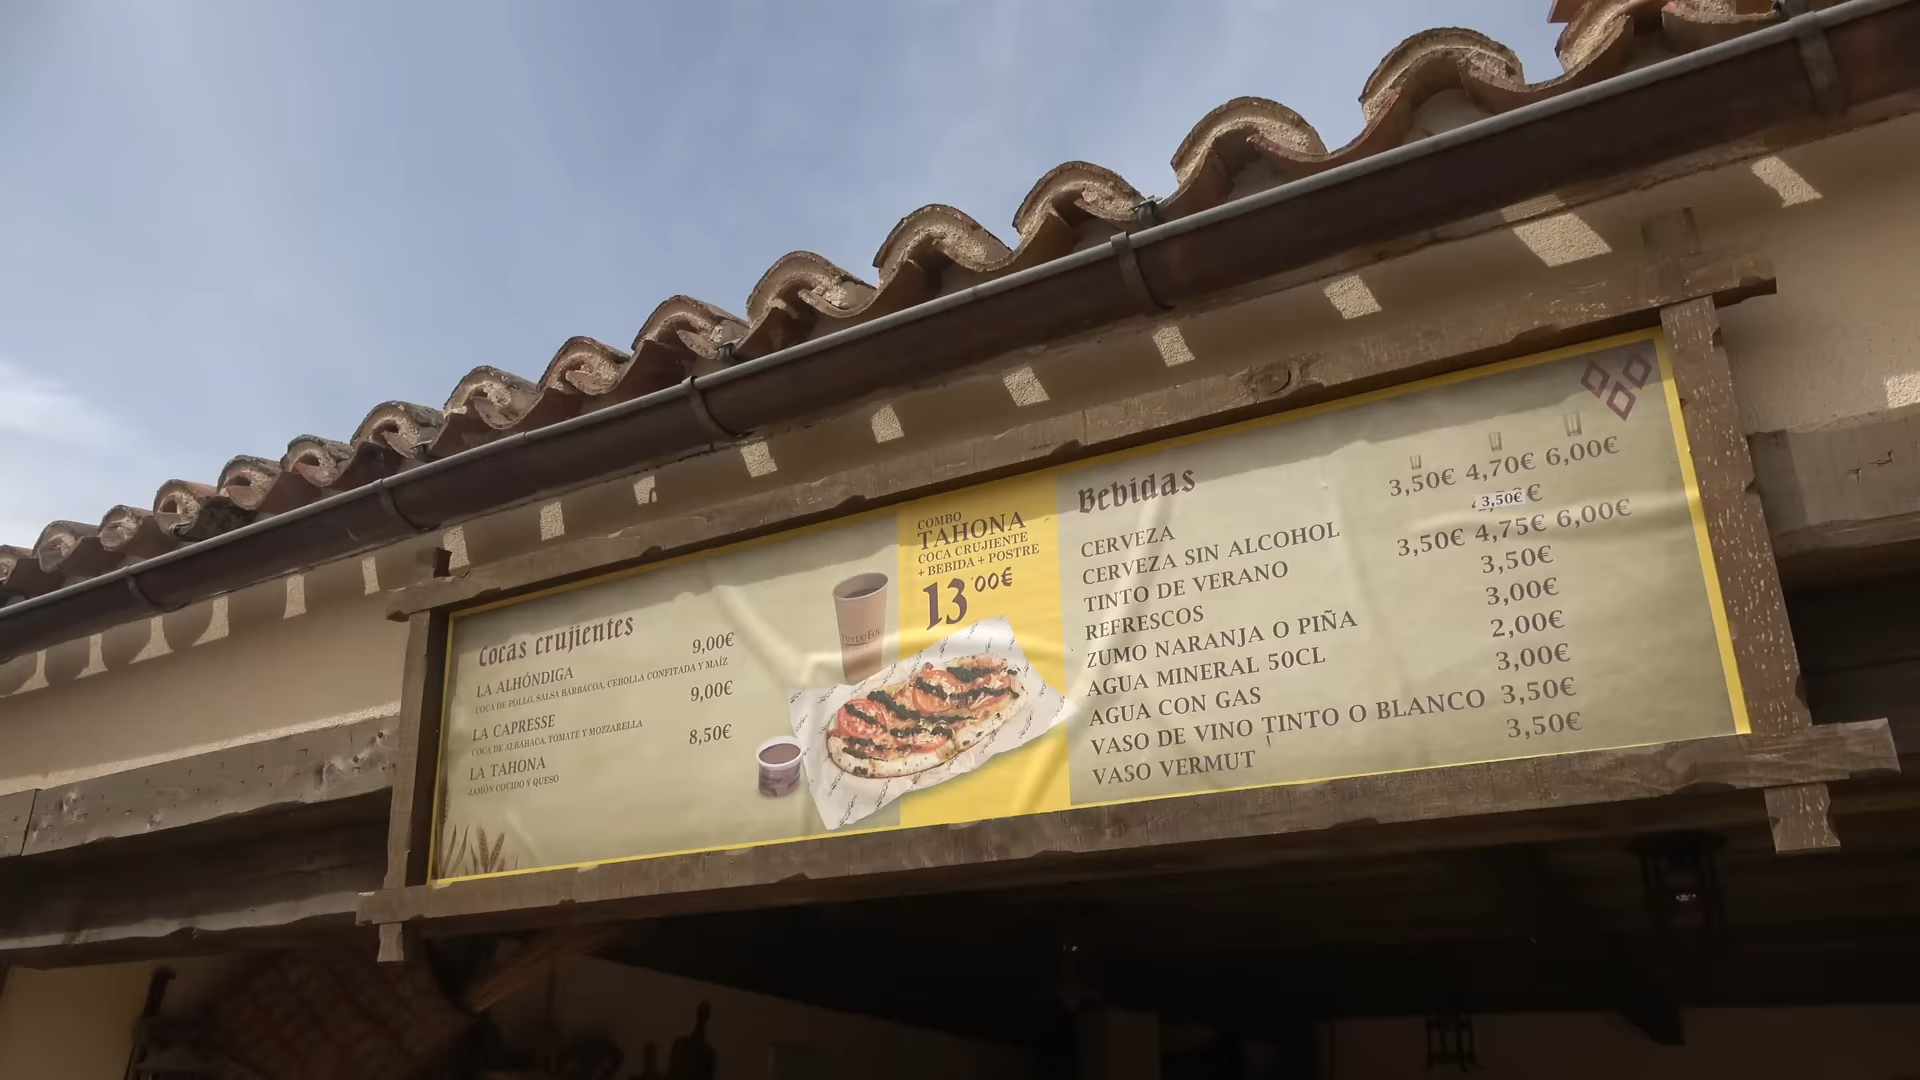 Cocas crujientes
LA ALHÓNDIGA 9,00€
COCA DE POLLO, SALSA BARBACOA, CEBOLLA CONFITADA Y MAÍZ
LA CAPRESSE 9,00€
COCA DE ALBAHACA, TOMATE Y MOZZARELLA
LA TAHONA 8,50€
JAMÓN COCIDO Y QUESO
COMBO
TAHONA
COCA CRUJIENTE
+ BEBIDA + POSTRE
13'00€
PUY DU FOU
Bebidas
CERVEZA 3,50€ 4,70€ 6,00€
CERVEZA SIN ALCOHOL 3,50€ €
TINTO DE VERANO 3,50€ 4,75€ 6,00€
REFRESCOS 3,50€
ZUMO NARANJA O PIÑA 3,00€
AGUA MINERAL 50CL 2,00€
AGUA CON GAS 3,00€
VASO DE VINO TINTO O BLANCO 3,50€
VASO VERMUT 3,50€